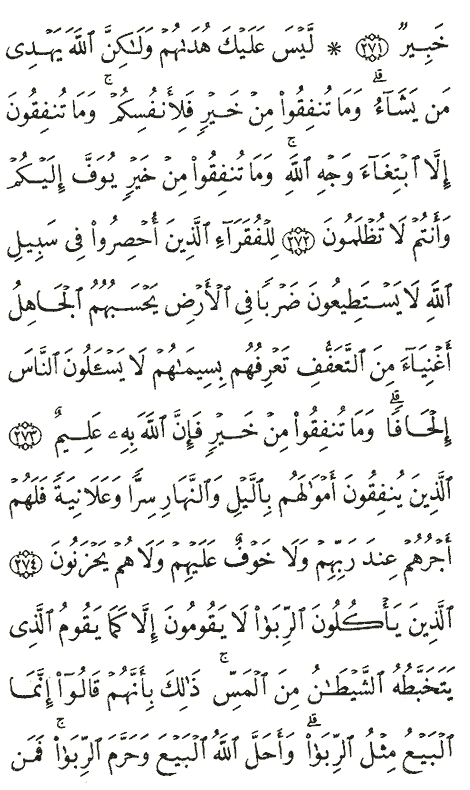 خَبِيرٌ ٢٧١ ۞ لَّيۡسَ عَلَيۡكَ هُدَىٰهُمۡ وَلَٰكِنَّ ٱللَّهَ يَهۡدِي
مَن يَشَآءُۗ وَمَا تُنفِقُواْ مِنۡ خَيۡرٖ فَلِأَنفُسِكُمۡۚ وَمَا تُنفِقُونَ
إِلَّا ٱبۡتِغَآءَ وَجۡهِ ٱللَّهِۚ وَمَا تُنفِقُواْ مِنۡ خَيۡرٖ يُوَفَّ إِلَيۡكُمۡ
وَأَنتُمۡ لَا تُظۡلَمُونَ ٢٧٢ لِلۡفُقَرَآءِ ٱلَّذِينَ أُحۡصِرُواْ فِي سَبِيلِ
ٱللَّهِ لَا يَسۡتَطِيعُونَ ضَرۡبٗا فِي ٱلۡأَرۡضِ يَحۡسَبُهُمُ ٱلۡجَاهِلُ
أَغۡنِيَآءَ مِنَ ٱلتَّعَفُّفِ تَعۡرِفُهُم بِسِيمَٰهُمۡ لَا يَسۡـَٔلُونَ ٱلنَّاسَ
إِلۡحَافٗاۗ وَمَا تُنفِقُواْ مِنۡ خَيۡرٖ فَإِنَّ ٱللَّهَ بِهِۦ عَلِيمٌ ٢٧٣
ٱلَّذِينَ يُنفِقُونَ أَمۡوَٰلَهُم بِٱلَّيۡلِ وَٱلنَّهَارِ سِرّٗا وَعَلَانِيَةٗ فَلَهُمۡ
أَجۡرُهُمۡ عِندَ رَبِّهِمۡ وَلَا خَوۡفٌ عَلَيۡهِمۡ وَلَا هُمۡ يَحۡزَنُونَ ٢٧٤
ٱلَّذِينَ يَأۡكُلُونَ ٱلرِّبَوٰاْ لَا يَقُومُونَ إِلَّا كَمَا يَقُومُ ٱلَّذِي
يَتَخَبَّطُهُ ٱلشَّيۡطَٰنُ مِنَ ٱلۡمَسِّۚ ذَٰلِكَ بِأَنَّهُمۡ قَالُوٓاْ إِنَّمَا
ٱلۡبَيۡعُ مِثۡلُ ٱلرِّبَوٰاْۗ وَأَحَلَّ ٱللَّهُ ٱلۡبَيۡعَ وَحَرَّمَ ٱلرِّبَوٰاْۚ فَمَن